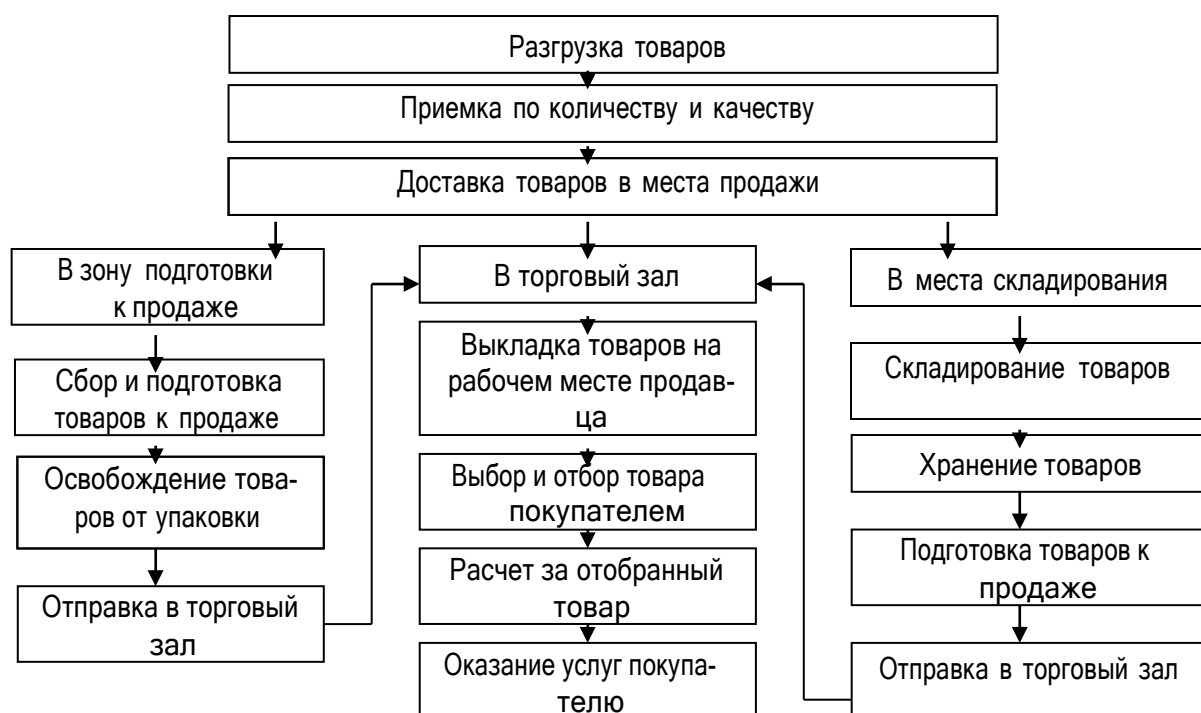 Разгрузка товаров
Приемка по количеству и качеству
Доставка товаров в места продажи
В зону подготовки
к продаже
Сбор и подготовка
товаров к продаже
Освобождение това-
ров от упаковки
Отправка в торговый
зал
В торговый зал
Выкладка товаров на
рабочем месте продав-
ца
Выбор и отбор товара
покупателем
Расчет за отобранный
товар
Оказание услуг покупа-
телю
В места складирования
Складирование товаров
Хранение товаров
Подготовка товаров к
продаже
Отправка в торговый зал